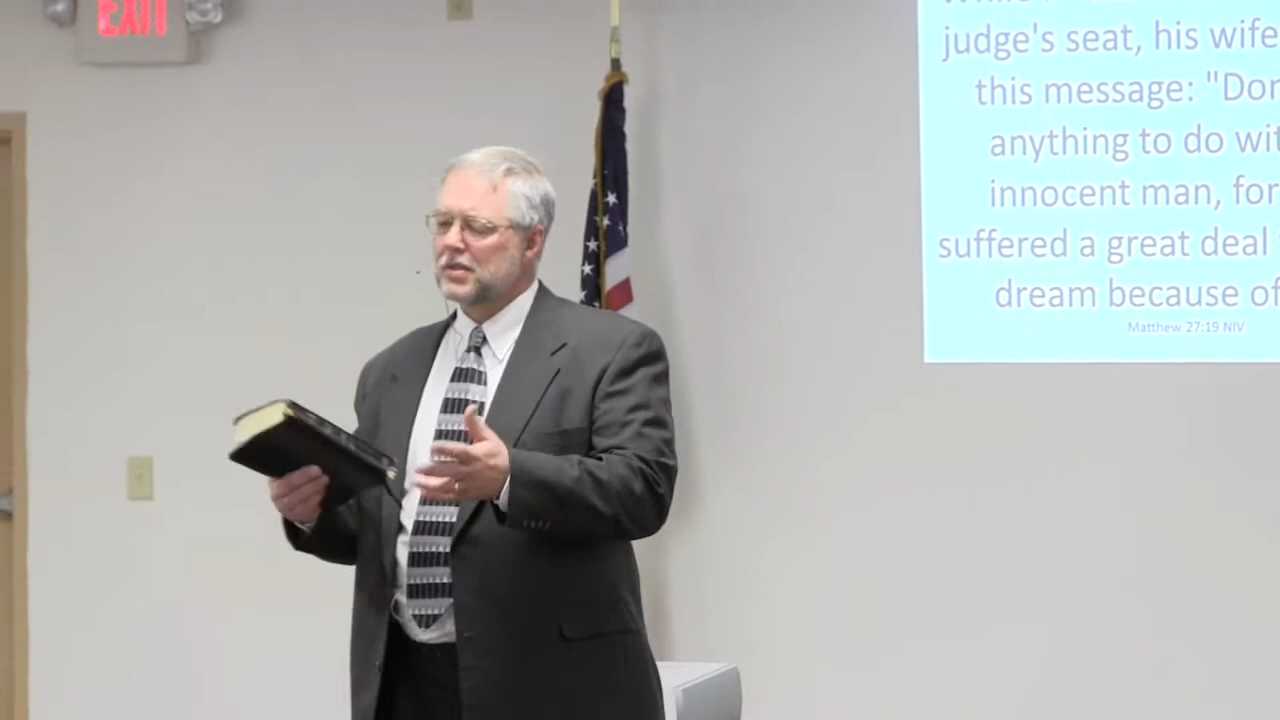 EXIT
judge's seat, his wife
this message: "Don
anything to do wit
innocent man, for
suffered a great deal
dream because of
Matthew 27:19 NIV